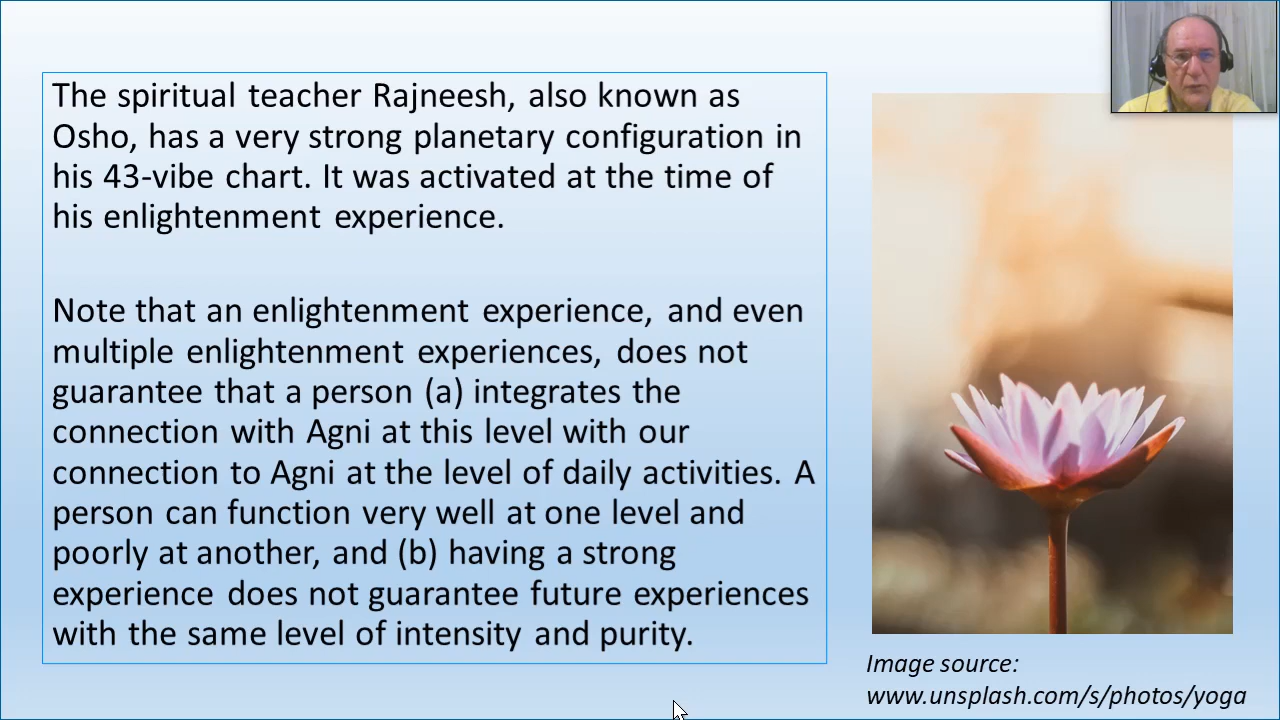 The spiritual teacher Rajneesh, also known as
Osho, has a very strong planetary configuration in
his 43-vibe chart. It was activated at the time of
his enlightenment experience.
Note that an enlightenment experience, and even
multiple enlightenment experiences, does not
guarantee that a person (a) integrates the
connection with Agni at this level with our
connection to Agni at the level of daily activities. A
person can function very well at one level and
poorly at another, and (b) having a strong
experience does not guarantee future experiences
with the same level of intensity and purity.
Image source:
www.unsplash.com/s/photos/yoga